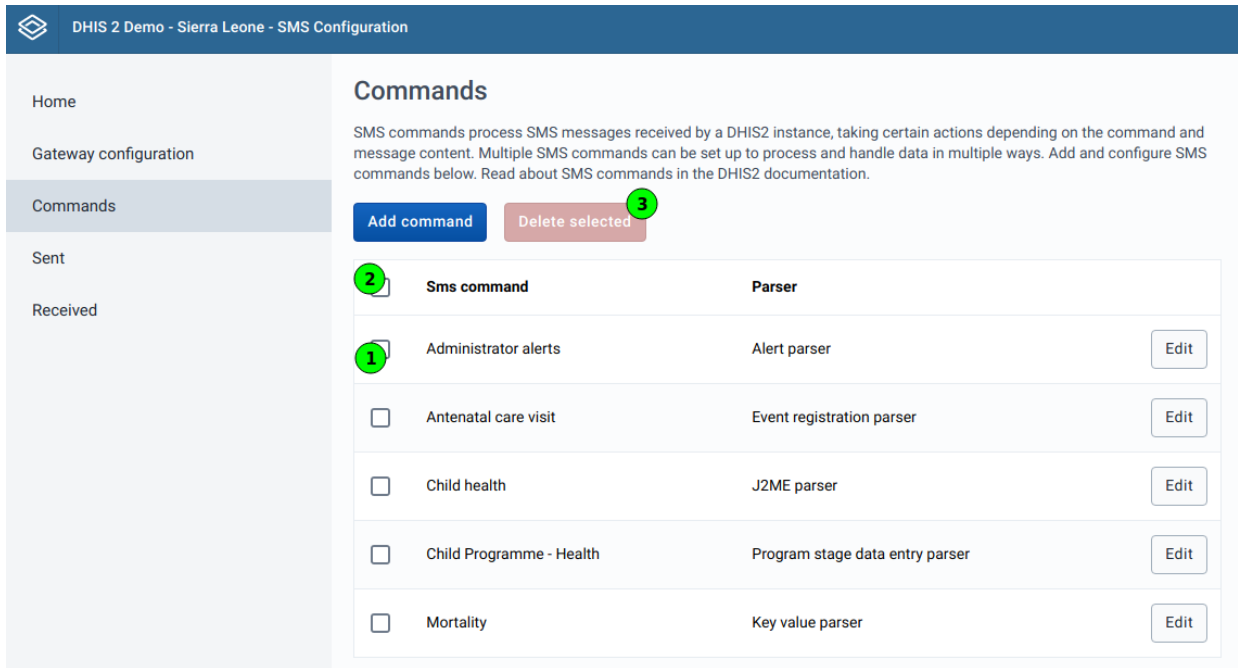 DHIS 2 Demo - Sierra Leone - SMS Configuration
Home
Gateway configuration
Commands
Sent
Received
Commands
SMS commands process SMS messages received by a DHIS2 instance, taking certain actions depending on the command and
message content. Multiple SMS commands can be set up to process and handle data in multiple ways. Add and configure SMS
commands below. Read about SMS commands in the DHIS2 documentation.
3
Add command Delete selected
2 Sms command Parser
1 Administrator alerts Alert parser Edit
Antenatal care visit Event registration parser Edit
Child health J2ME parser Edit
Child Programme - Health Program stage data entry parser Edit
Mortality Key value parser Edit